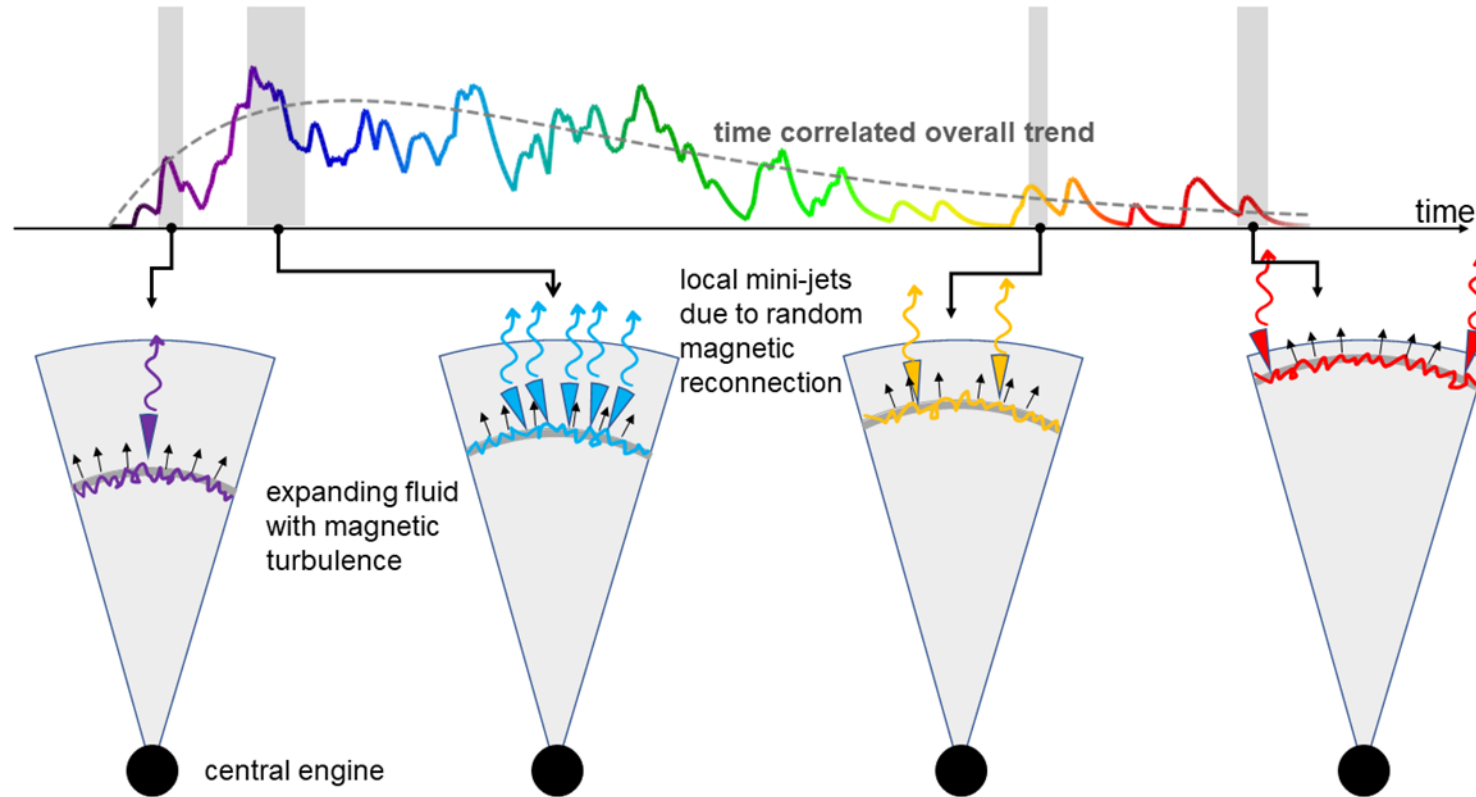 time correlated overall trend
time
local mini-jets
due to random
magnetic
reconnection
expanding fluid
with magnetic
turbulence
central engine